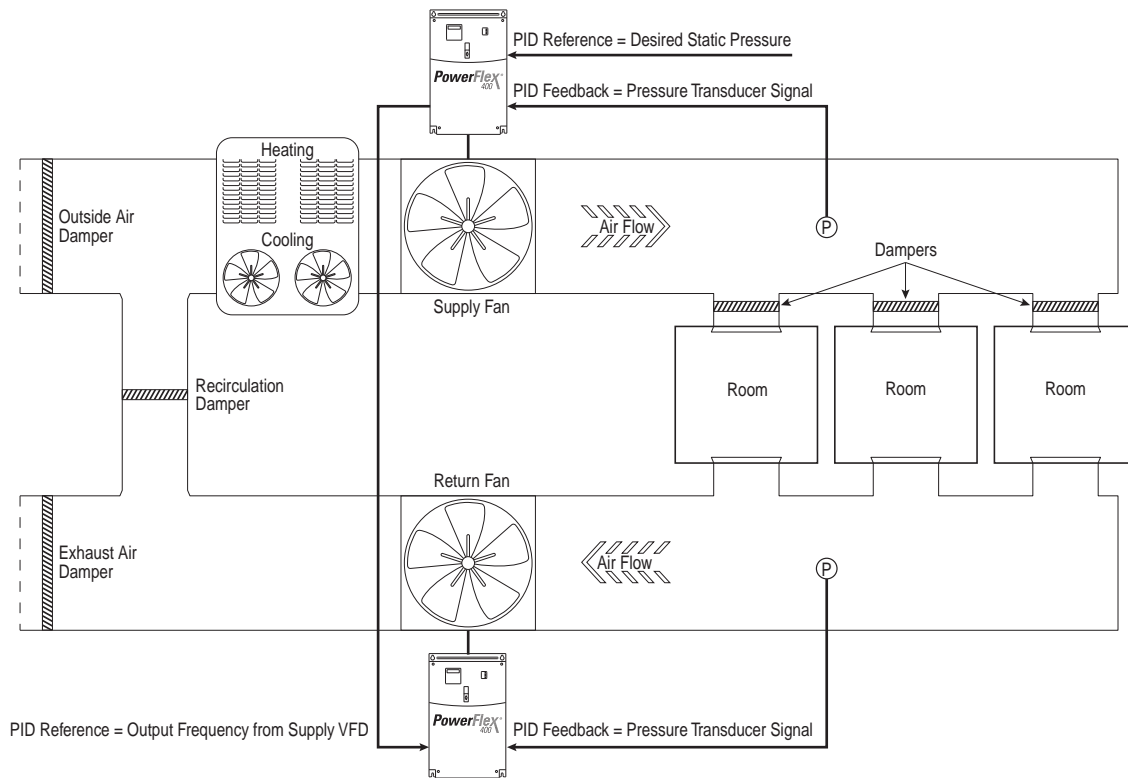 PID Reference = Desired Static Pressure
PowerFlex
400
PID Feedback = Pressure Transducer Signal
Heating
Outside Air
Damper
Cooling
Air Flow
P
Dampers
Supply Fan
Recirculation
Damper
Room
Room
Room
Return Fan
Exhaust Air
Damper
Air Flow
P
PowerFlex
400
PID Reference = Output Frequency from Supply VFD
PID Feedback = Pressure Transducer Signal